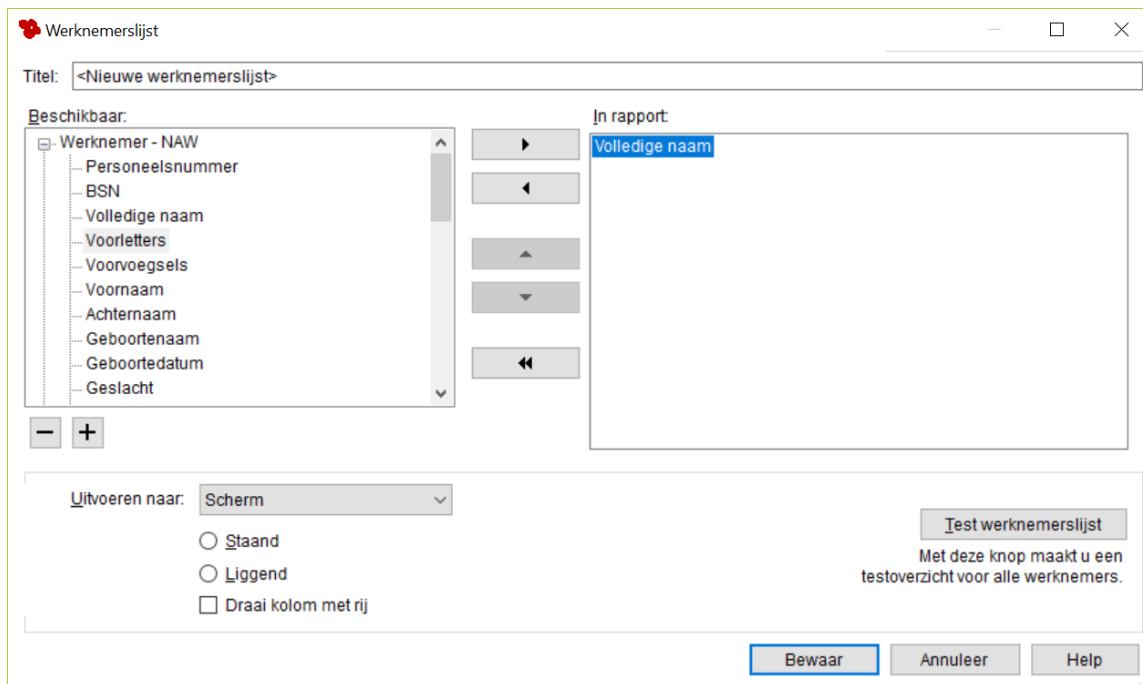 Werknemerslijst
Titel: <Nieuwe werknemerslijst>
Beschikbaar:
Werknemer - NAW
Personeelsnummer
BSN
Volledige naam
Voorletters
Voorvoegsels
Voornaam
Achternaam
Geboortenaam
Geboortedatum
Geslacht
In rapport:
Volledige naam
Uitvoeren naar: Scherm
Staand
Liggend
Draai kolom met rij
Test werknemerslijst
Met deze knop maakt u een
testoverzicht voor alle werknemers.
Bewaar Annuleer Help